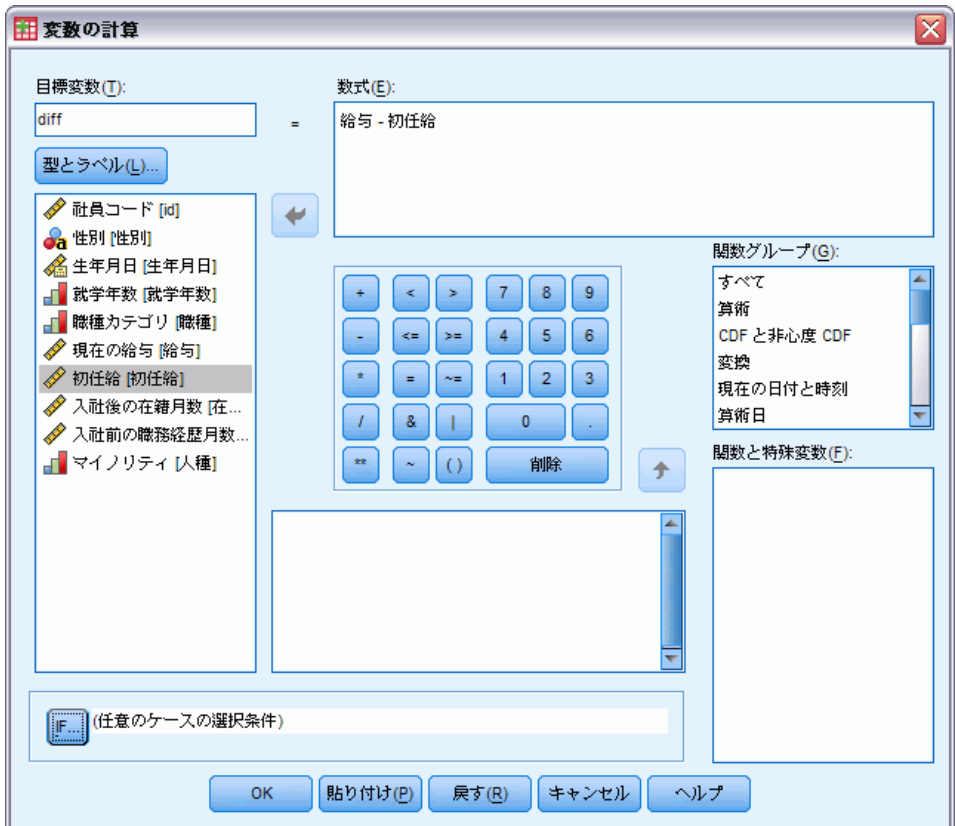 変数の計算
目標変数(T):
diff
=
数式(E):
給与 - 初任給
型とラベル(L)...
社員コード [id]
性別 [性別]
生年月日 [生年月日]
就学年数 [就学年数]
職種カテゴリ [職種]
現在の給与 [給与]
初任給 [初任給]
入社後の在籍月数 [在...
入社前の職務経歴月数...
マイノリティ [人種]
+ < > 7 8 9
- <= >= 4 5 6
* = ~= 1 2 3
/ & | 0 .
** ~ ( ) 削除
関数グループ(G):
すべて
算術
CDF と非心度 CDF
変換
現在の日付と時刻
算術日
関数と特殊変数(F):
IF... (任意のケースの選択条件)
OK 貼り付け(P) 戻す(R) キャンセル ヘルプ